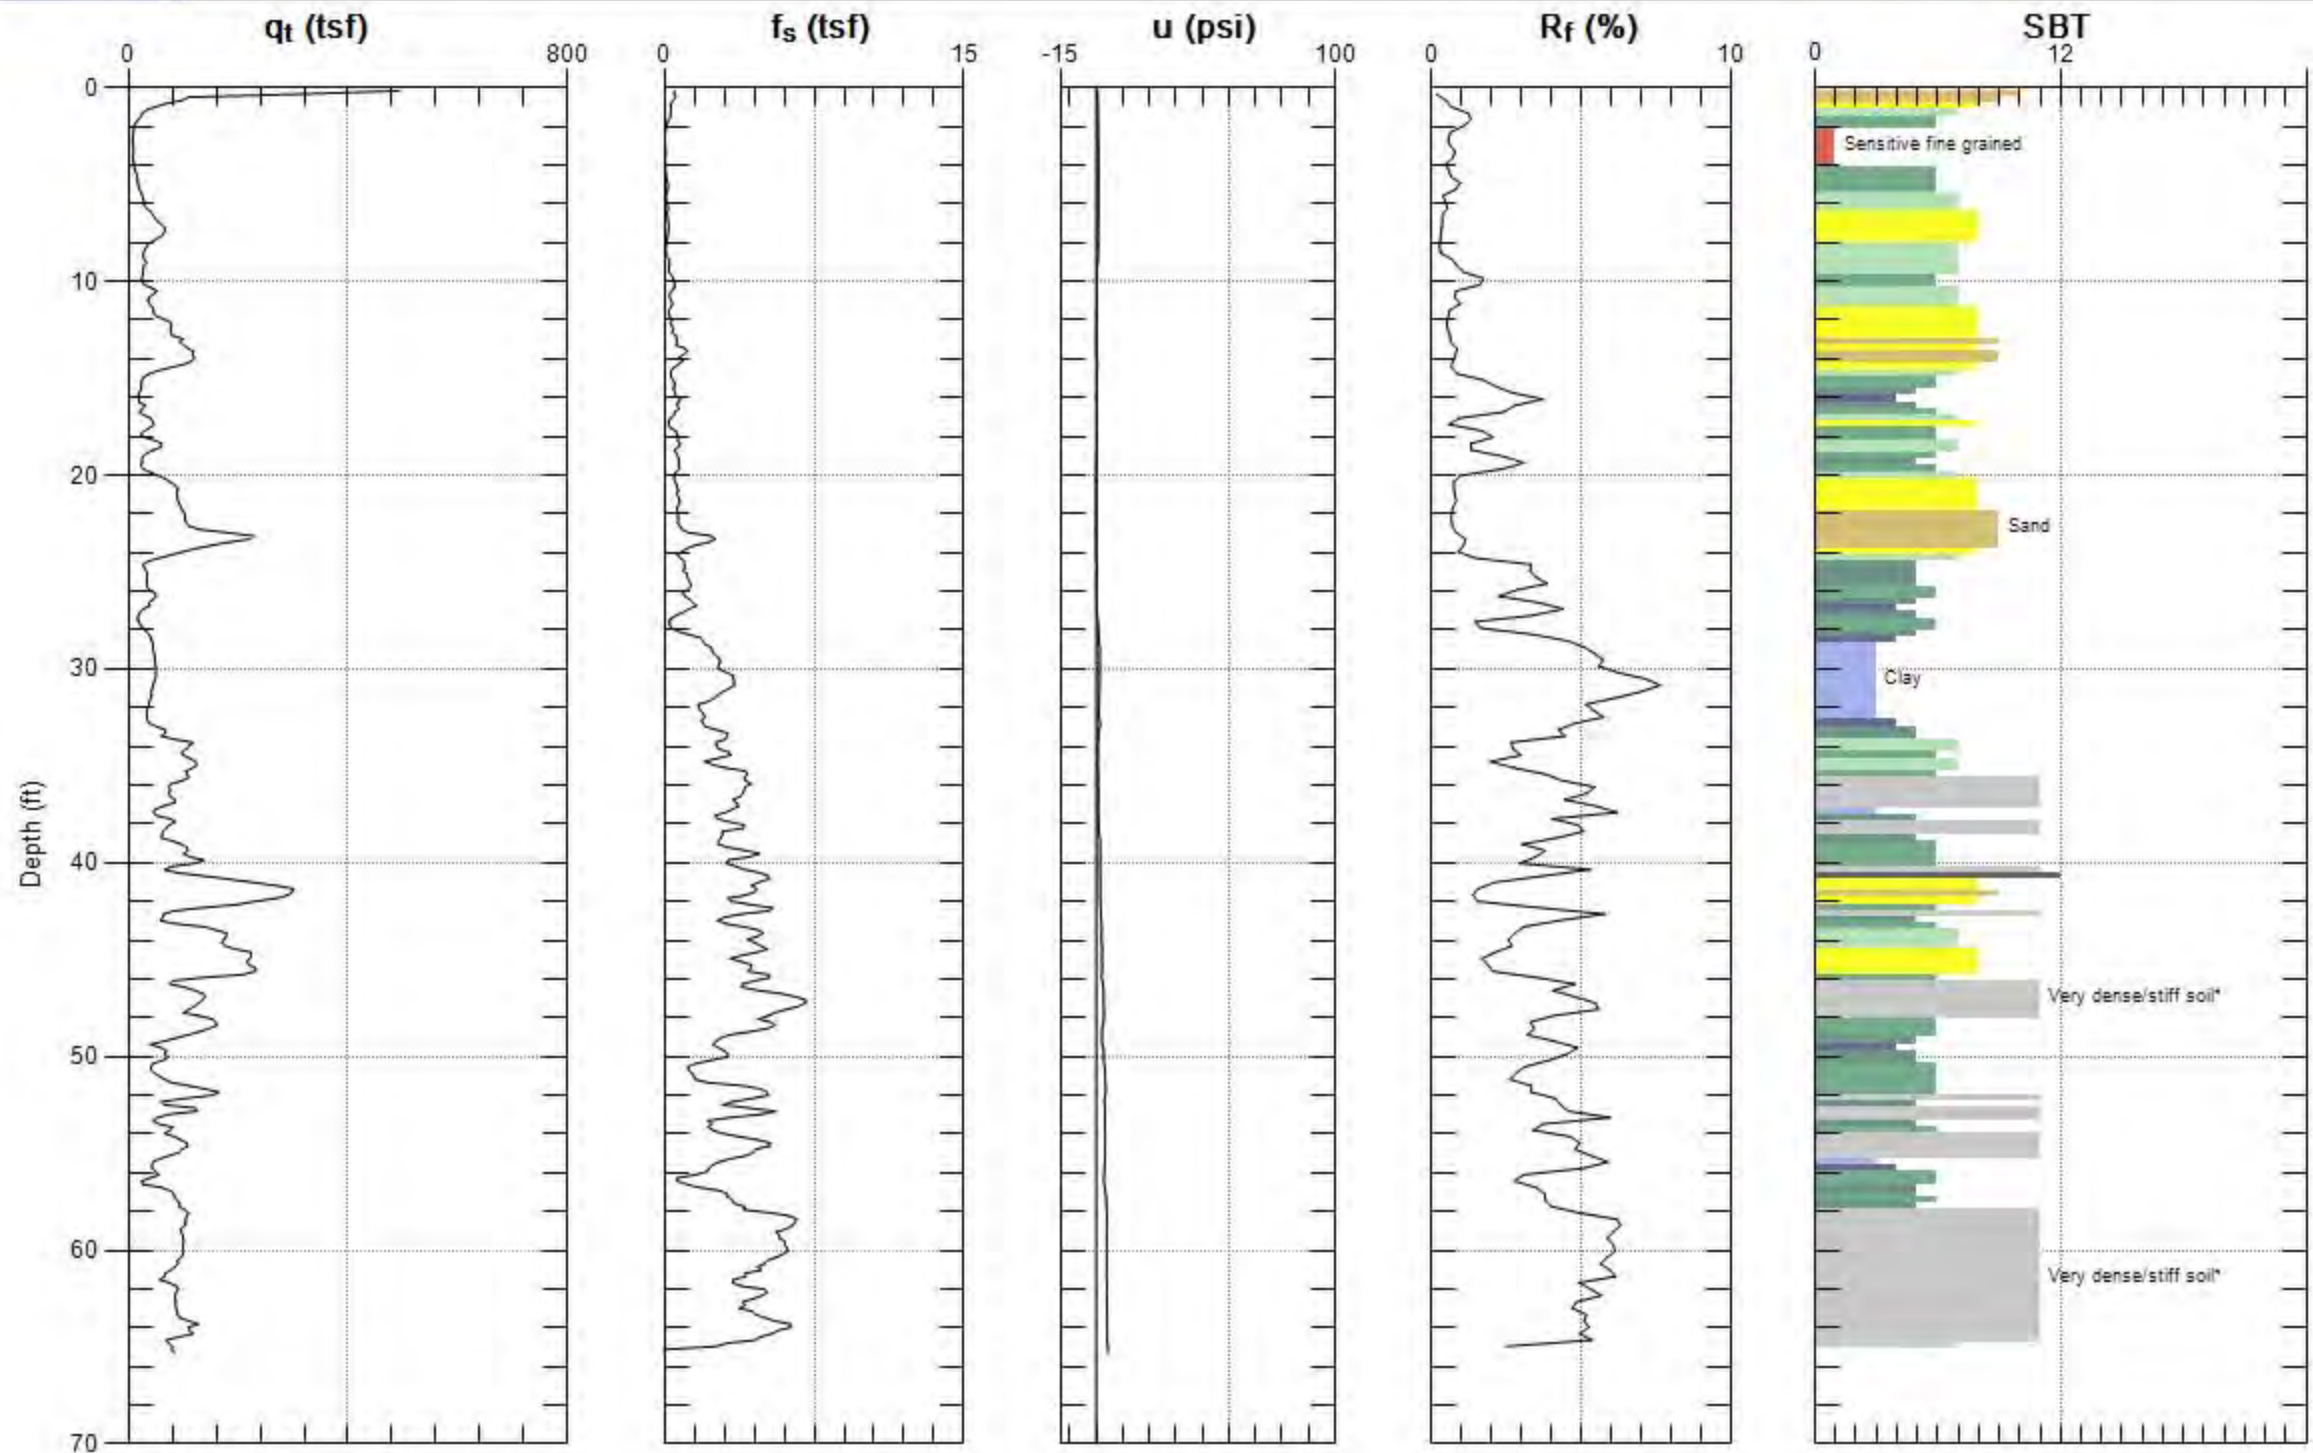 qt (tsf)
fs (tsf)
u (psi)
Rf (%)
SBT
0 800
0 15
-15 100
0 10
0 12
0
Sensitive fine grained
10
20
Sand
30
Clay
Depth (ft)
40
Very dense/stiff soil*
50
60
Very dense/stiff soil*
70